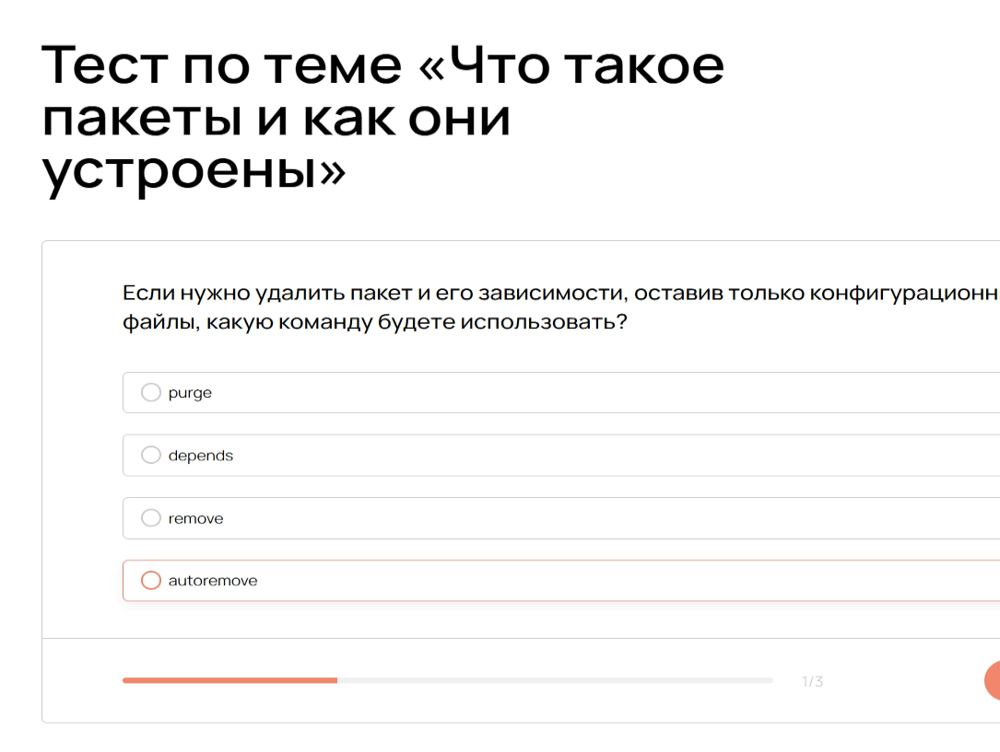 Тест по теме «Что такое
пакеты и как они
устроены»
Если нужно удалить пакет и его зависимости, оставив только конфигурационн
файлы, какую команду будете использовать?
purge
depends
remove
autoremove
1/3